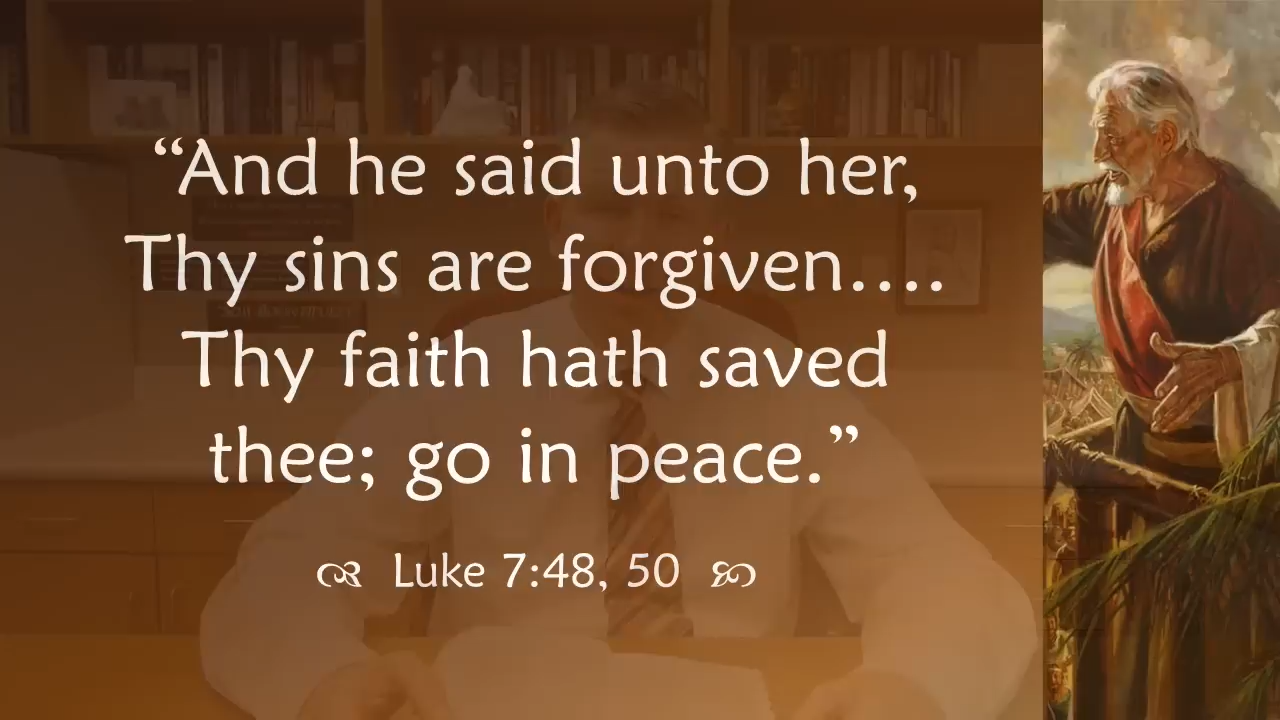 “And he said unto her,
Thy sins are forgiven....
Thy faith hath saved
thee; go in peace.”
Luke 7:48, 50